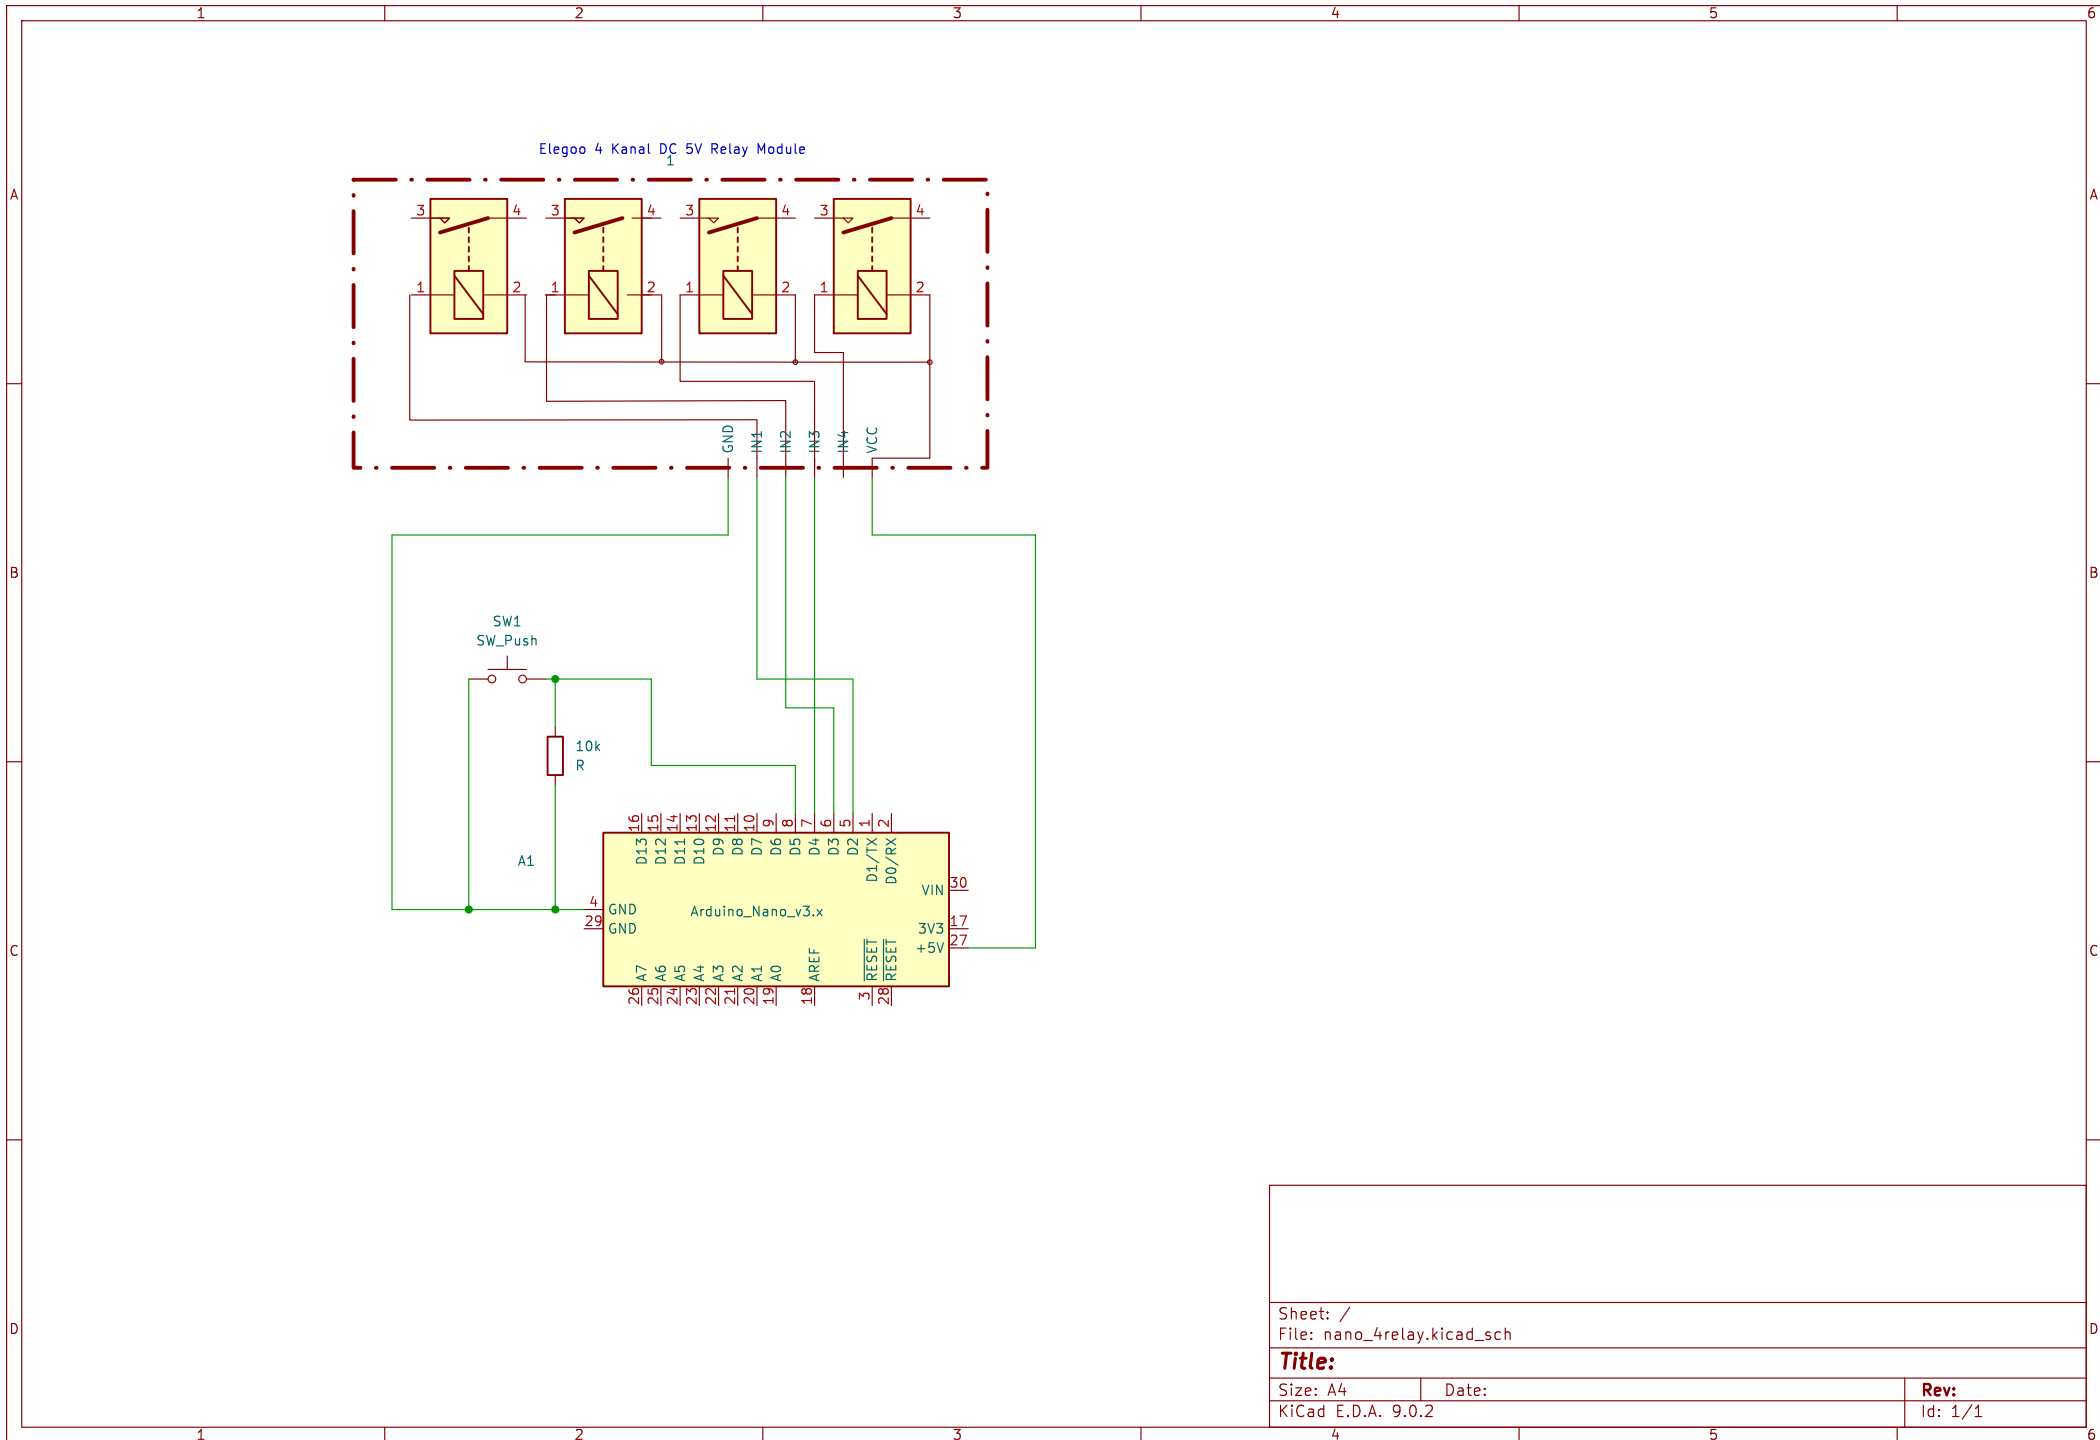 1 2 3 4 5 6
Elegoo 4 Kanal DC 5V Relay Module
1
A A
3 4 3 4 3 4 3 4
1 2 1 2 1 2 1 2
GND IN1 IN2 IN3 IN4 VCC
B B
SW1
SW_Push
10k
R
16 15 14 13 12 11 10 9 8 7 6 5 1 2
D13 D12 D11 D10 D9 D8 D7 D6 D5 D4 D3 D2 D1/TX D0/RX
A1
VIN 30
4 GND
Arduino_Nano_v3.x
29 GND
3V3 17
+5V 27
C C
A7 A6 A5 A4 A3 A2 A1 A0 AREF RESET RESET
26 25 24 23 22 21 20 19 18 3 28
Sheet: /
File: nano_4relay.kicad_sch
D D
Title:
Size: A4 Date: Rev:
KiCad E.D.A. 9.0.2 Id: 1/1
1 2 3 4 5 6